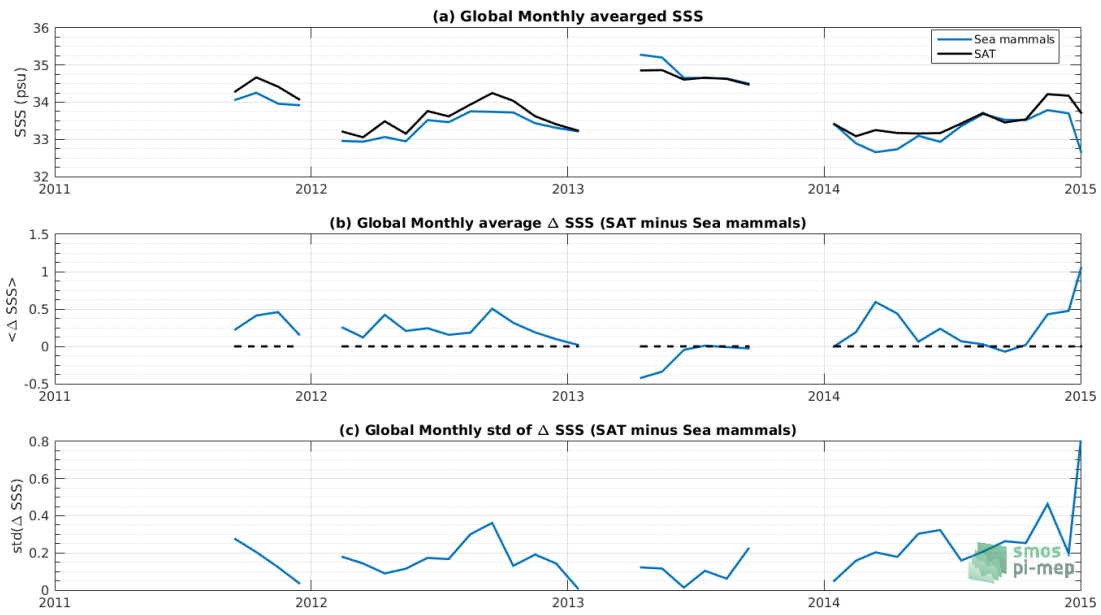 (a) Global Monthly avearged SSS
36
35
34
33
32
SSS (psu)
Sea mammals
SAT
2011 2012 2013 2014 2015
(b) Global Monthly average Δ SSS (SAT minus Sea mammals)
1.5
1
0.5
0
-0.5
<Δ SSS>
2011 2012 2013 2014 2015
(c) Global Monthly std of Δ SSS (SAT minus Sea mammals)
0.8
0.6
0.4
0.2
0
std(Δ SSS)
2011 2012 2013 2014 2015
smos
pi-mep